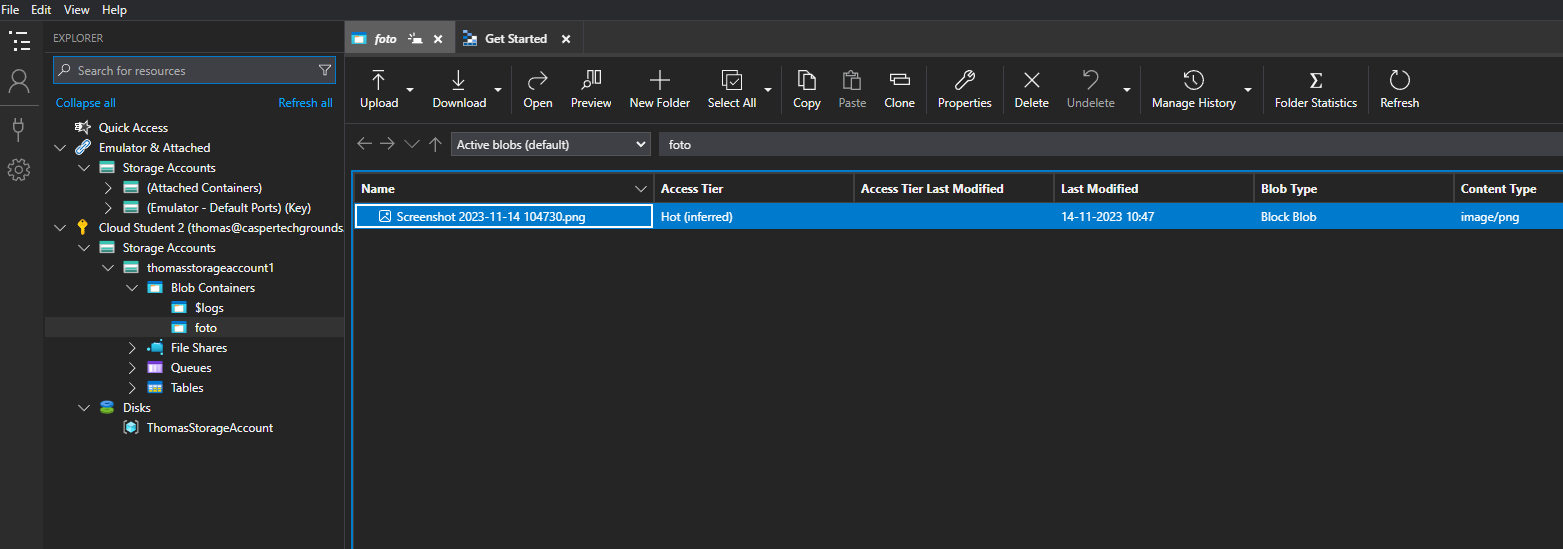 File Edit View Help
EXPLORER
Search for resources
Collapse all Refresh all
Quick Access
Emulator & Attached
Storage Accounts
(Attached Containers)
(Emulator - Default Ports) (Key)
Cloud Student 2 (thomas@caspertechgrounds.
Storage Accounts
thomasstorageaccount1
Blob Containers
$logs
foto
File Shares
Queues
Tables
Disks
ThomasStorageAccount
foto Get Started
Upload Download Open Preview New Folder Select All Copy Paste Clone Properties Delete Undelete Manage History Folder Statistics Refresh
Active blobs (default) foto
Name Access Tier Access Tier Last Modified Last Modified Blob Type Content Type
Screenshot 2023-11-14 104730.png Hot (inferred) 14-11-2023 10:47 Block Blob image/png